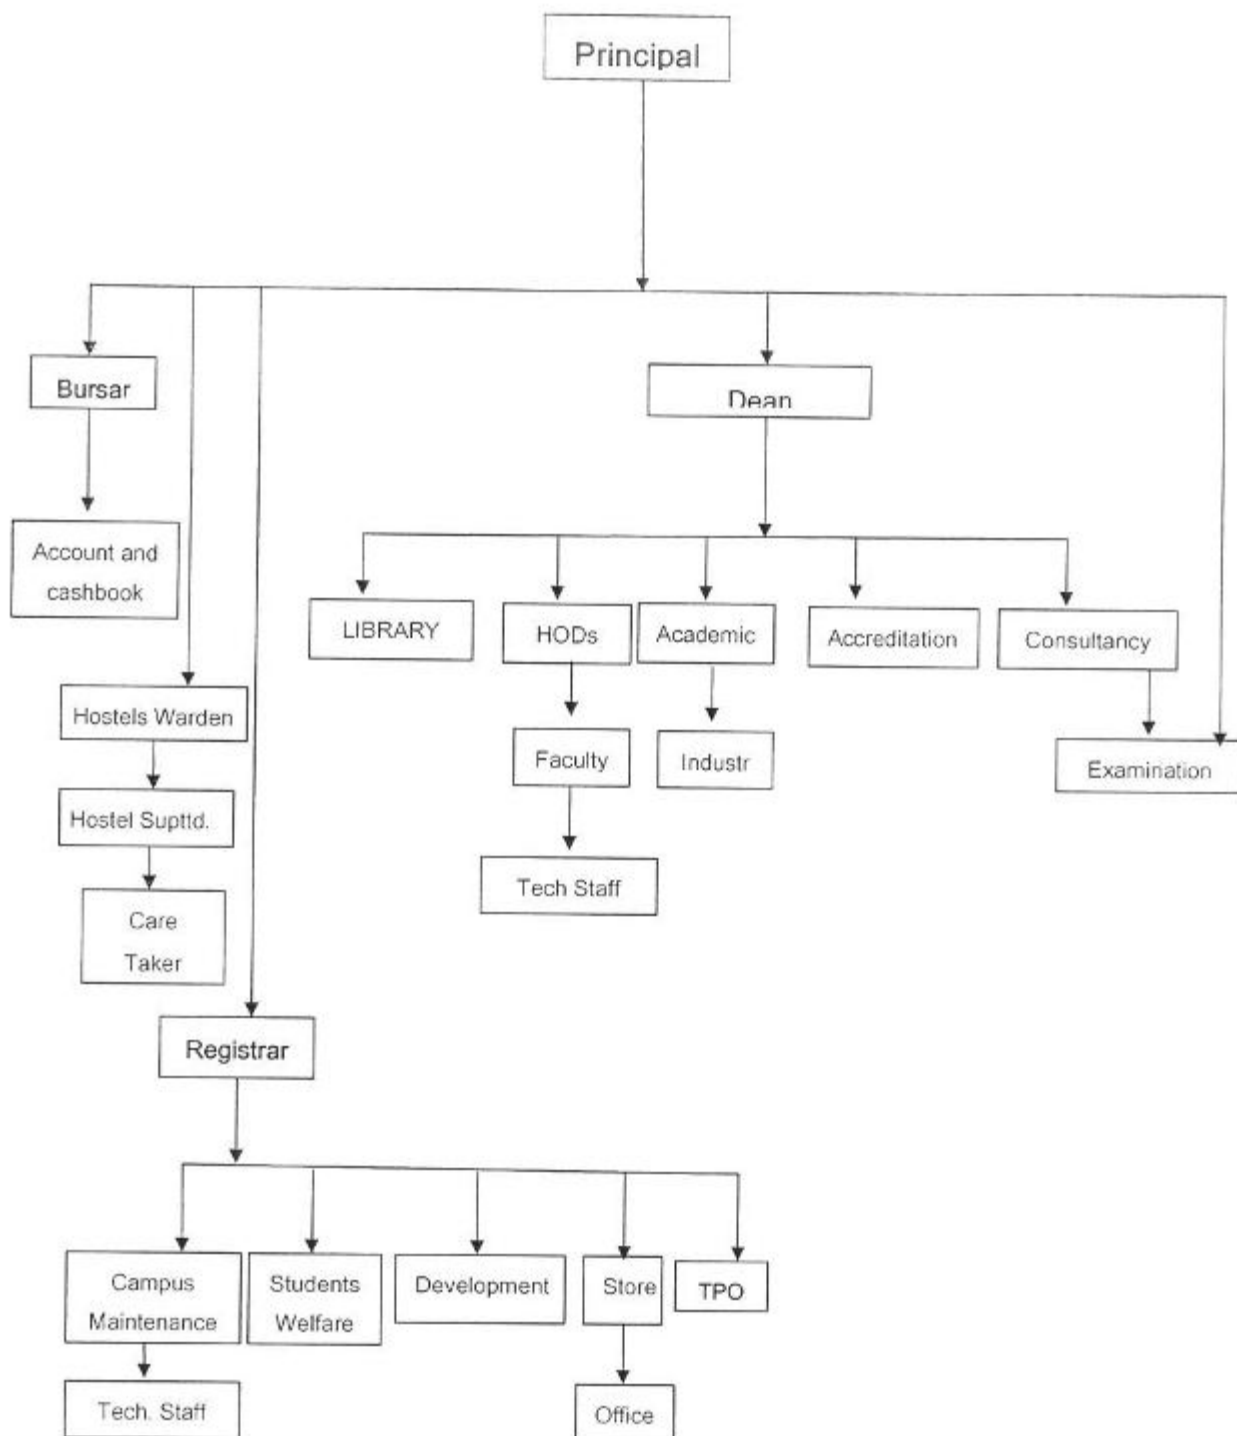 Principal
Bursar
Dean
Account and
cashbook
LIBRARY
HODs
Academic
Accreditation
Consultancy
Hostels Warden
Faculty
Industr
Examination
Hostel Supttd.
Tech Staff
Care
Taker
Registrar
Campus
Maintenance
Students
Welfare
Development
Store
TPO
Tech. Staff
Office